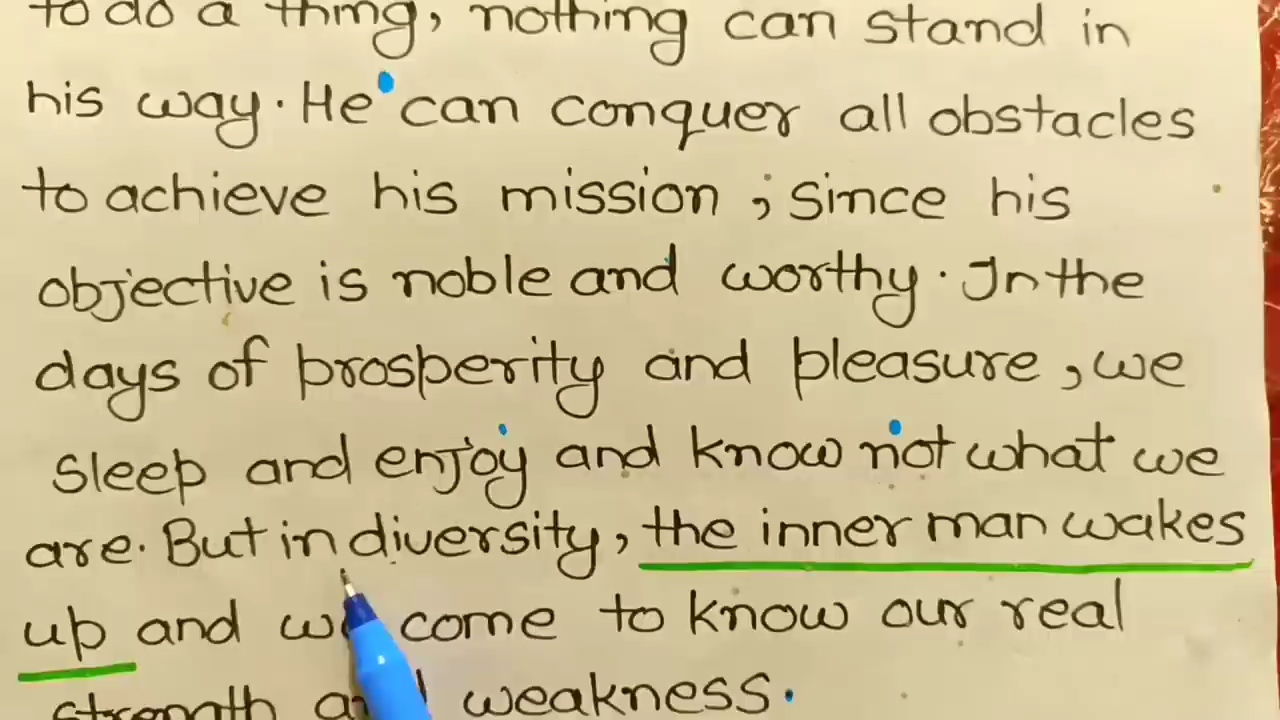 to do a thing, nothing can stand in
his way. He can conquer all obstacles
to achieve his mission ; since his
objective is noble and worthy. In the
days of prosperity and pleasure, we
sleep and enjoy and know not what we
are. But in diversity, the inner man wakes
up and we come to know our real
strength and weakness.